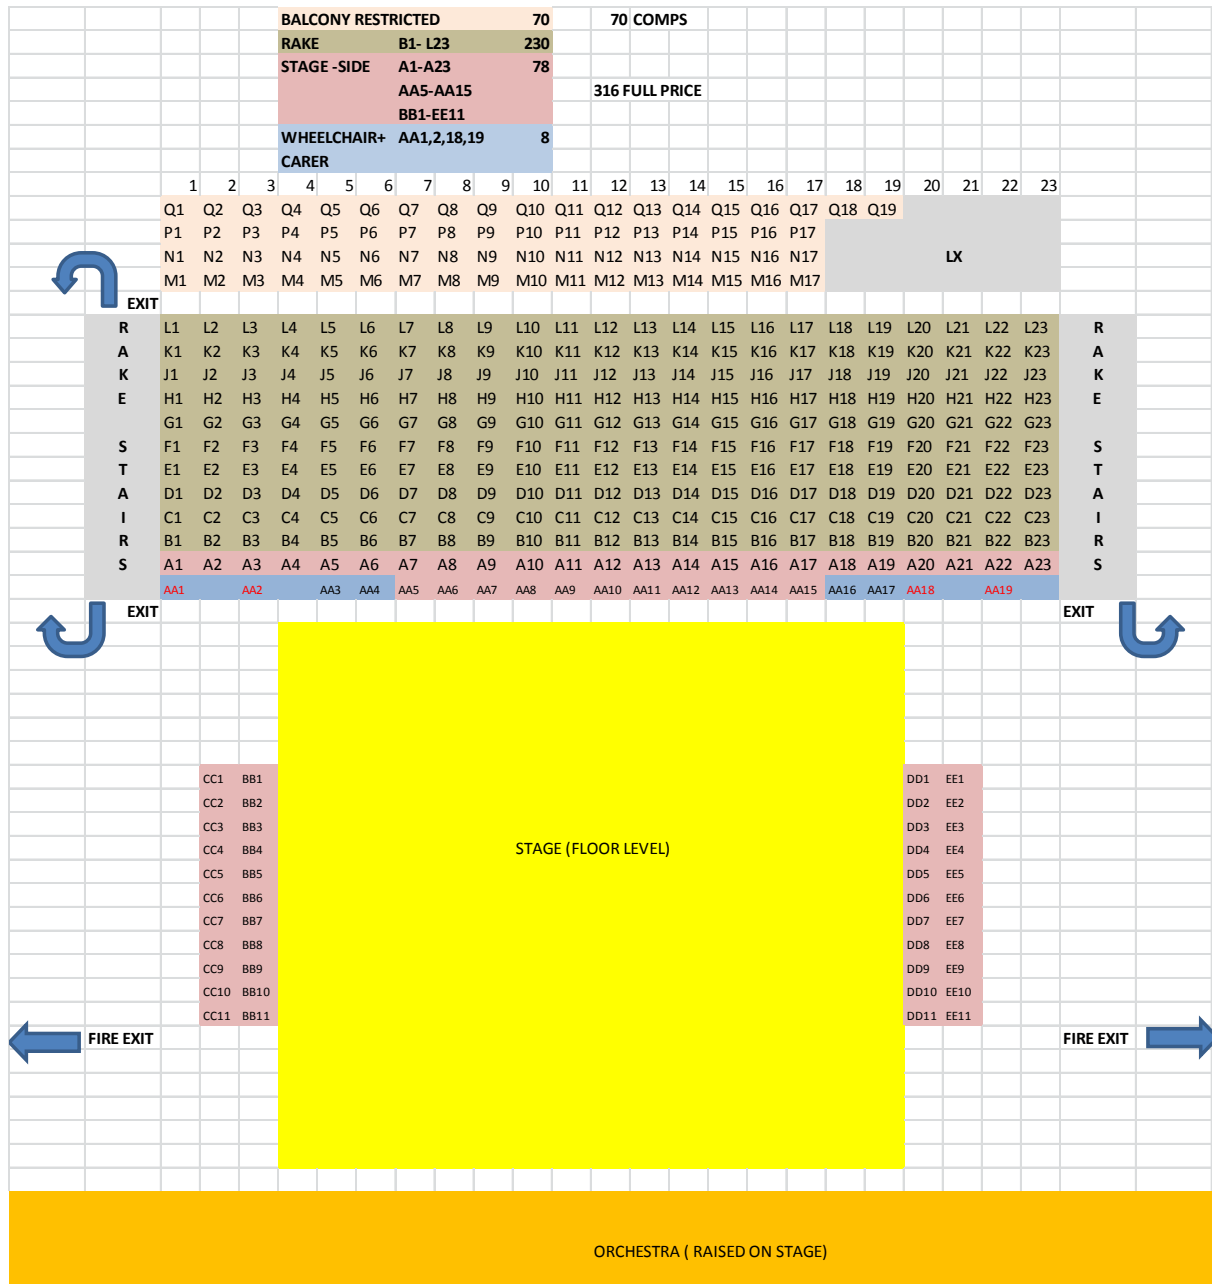 BALCONY RESTRICTED 70 70 COMPS
RAKE B1- L23 230
STAGE -SIDE A1-A23 78
AA5-AA15 316 FULL PRICE
BB1-EE11
WHEELCHAIR+ AA1,2,18,19 8
CARER
1 2 3 4 5 6 7 8 9 10 11 12 13 14 15 16 17 18 19 20 21 22 23
Q1 Q2 Q3 Q4 Q5 Q6 Q7 Q8 Q9 Q10 Q11 Q12 Q13 Q14 Q15 Q16 Q17 Q18 Q19
P1 P2 P3 P4 P5 P6 P7 P8 P9 P10 P11 P12 P13 P14 P15 P16 P17
N1 N2 N3 N4 N5 N6 N7 N8 N9 N10 N11 N12 N13 N14 N15 N16 N17 LX
M1 M2 M3 M4 M5 M6 M7 M8 M9 M10 M11 M12 M13 M14 M15 M16 M17
EXIT
R L1 L2 L3 L4 L5 L6 L7 L8 L9 L10 L11 L12 L13 L14 L15 L16 L17 L18 L19 L20 L21 L22 L23 R
A K1 K2 K3 K4 K5 K6 K7 K8 K9 K10 K11 K12 K13 K14 K15 K16 K17 K18 K19 K20 K21 K22 K23 A
K J1 J2 J3 J4 J5 J6 J7 J8 J9 J10 J11 J12 J13 J14 J15 J16 J17 J18 J19 J20 J21 J22 J23 K
E H1 H2 H3 H4 H5 H6 H7 H8 H9 H10 H11 H12 H13 H14 H15 H16 H17 H18 H19 H20 H21 H22 H23 E
G1 G2 G3 G4 G5 G6 G7 G8 G9 G10 G11 G12 G13 G14 G15 G16 G17 G18 G19 G20 G21 G22 G23
S F1 F2 F3 F4 F5 F6 F7 F8 F9 F10 F11 F12 F13 F14 F15 F16 F17 F18 F19 F20 F21 F22 F23 S
T E1 E2 E3 E4 E5 E6 E7 E8 E9 E10 E11 E12 E13 E14 E15 E16 E17 E18 E19 E20 E21 E22 E23 T
A D1 D2 D3 D4 D5 D6 D7 D8 D9 D10 D11 D12 D13 D14 D15 D16 D17 D18 D19 D20 D21 D22 D23 A
I C1 C2 C3 C4 C5 C6 C7 C8 C9 C10 C11 C12 C13 C14 C15 C16 C17 C18 C19 C20 C21 C22 C23 I
R B1 B2 B3 B4 B5 B6 B7 B8 B9 B10 B11 B12 B13 B14 B15 B16 B17 B18 B19 B20 B21 B22 B23 R
S A1 A2 A3 A4 A5 A6 A7 A8 A9 A10 A11 A12 A13 A14 A15 A16 A17 A18 A19 A20 A21 A22 A23 S
AA1 AA2 AA3 AA4 AA5 AA6 AA7 AA8 AA9 AA10 AA11 AA12 AA13 AA14 AA15 AA16 AA17 AA18 AA19
EXIT EXIT
CC1 BB1 DD1 EE1
CC2 BB2 DD2 EE2
CC3 BB3 DD3 EE3
CC4 BB4 STAGE (FLOOR LEVEL) DD4 EE4
CC5 BB5 DD5 EE5
CC6 BB6 DD6 EE6
CC7 BB7 DD7 EE7
CC8 BB8 DD8 EE8
CC9 BB9 DD9 EE9
CC10 BB10 DD10 EE10
CC11 BB11 DD11 EE11
FIRE EXIT FIRE EXIT
ORCHESTRA ( RAISED ON STAGE)